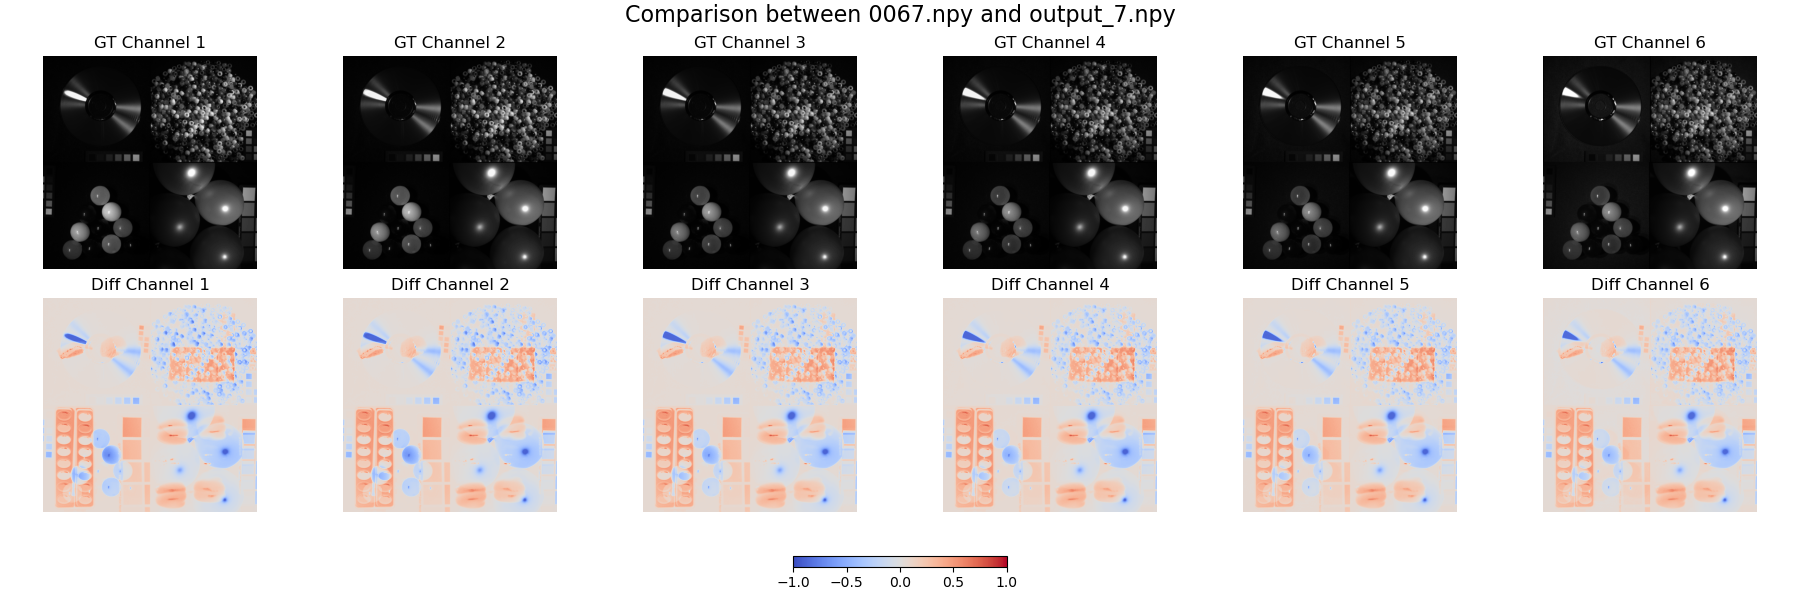 Comparison between 0067.npy and output_7.npy
GT Channel 1
GT Channel 2
GT Channel 3
GT Channel 4
GT Channel 5
GT Channel 6
Diff Channel 1
Diff Channel 2
Diff Channel 3
Diff Channel 4
Diff Channel 5
Diff Channel 6
−1.0 −0.5 0.0 0.5 1.0